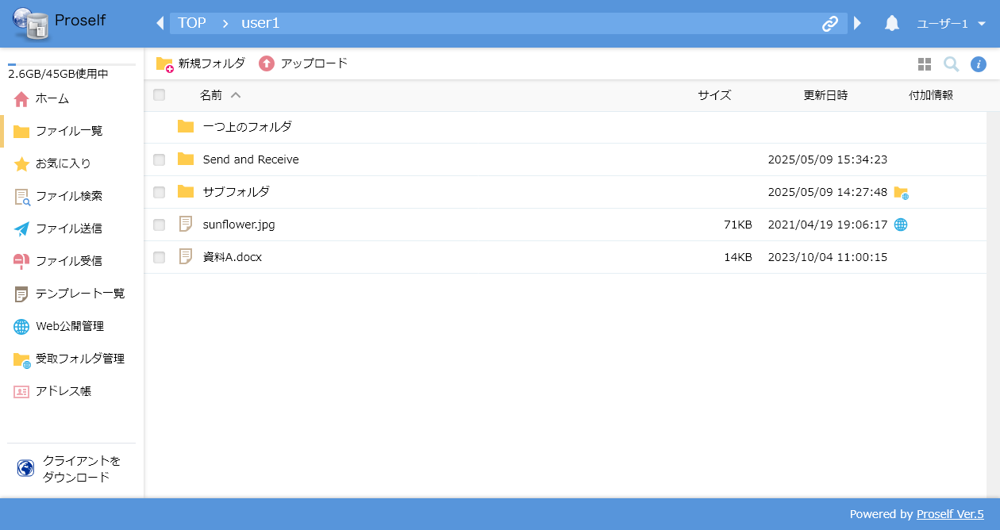 Proself
TOP > user1
ユーザー1
2.6GB/45GB使用中
ホーム
ファイル一覧
お気に入り
ファイル検索
ファイル送信
ファイル受信
テンプレート一覧
Web公開管理
受取フォルダ管理
アドレス帳
クライアントを
ダウンロード
新規フォルダ アップロード
名前 サイズ 更新日時 付加情報
一つ上のフォルダ
Send and Receive 2025/05/09 15:34:23
サブフォルダ 2025/05/09 14:27:48
sunflower.jpg 71KB 2021/04/19 19:06:17
資料A.docx 14KB 2023/10/04 11:00:15
Powered by Proself Ver.5